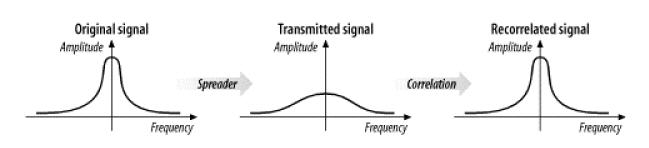 Original signal
Amplitude
Frequency
Spreader
Transmitted signal
Amplitude
Frequency
Correlation
Recorrelated signal
Amplitude
Frequency